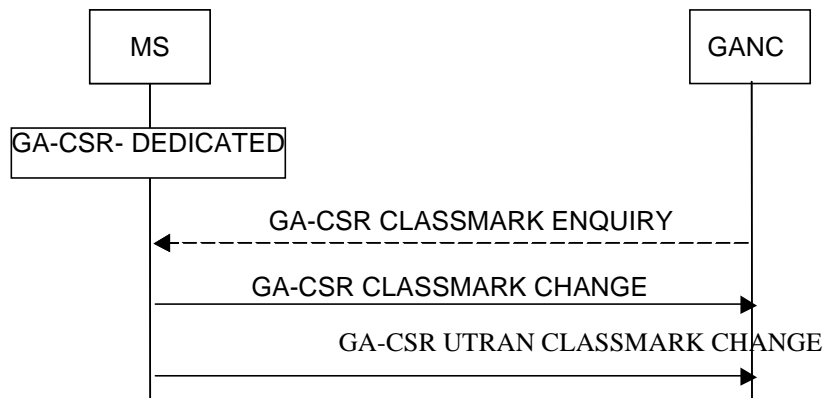 MS
GANC
GA-CSR- DEDICATED
GA-CSR CLASSMARK ENQUIRY
GA-CSR CLASSMARK CHANGE
GA-CSR UTRAN CLASSMARK CHANGE